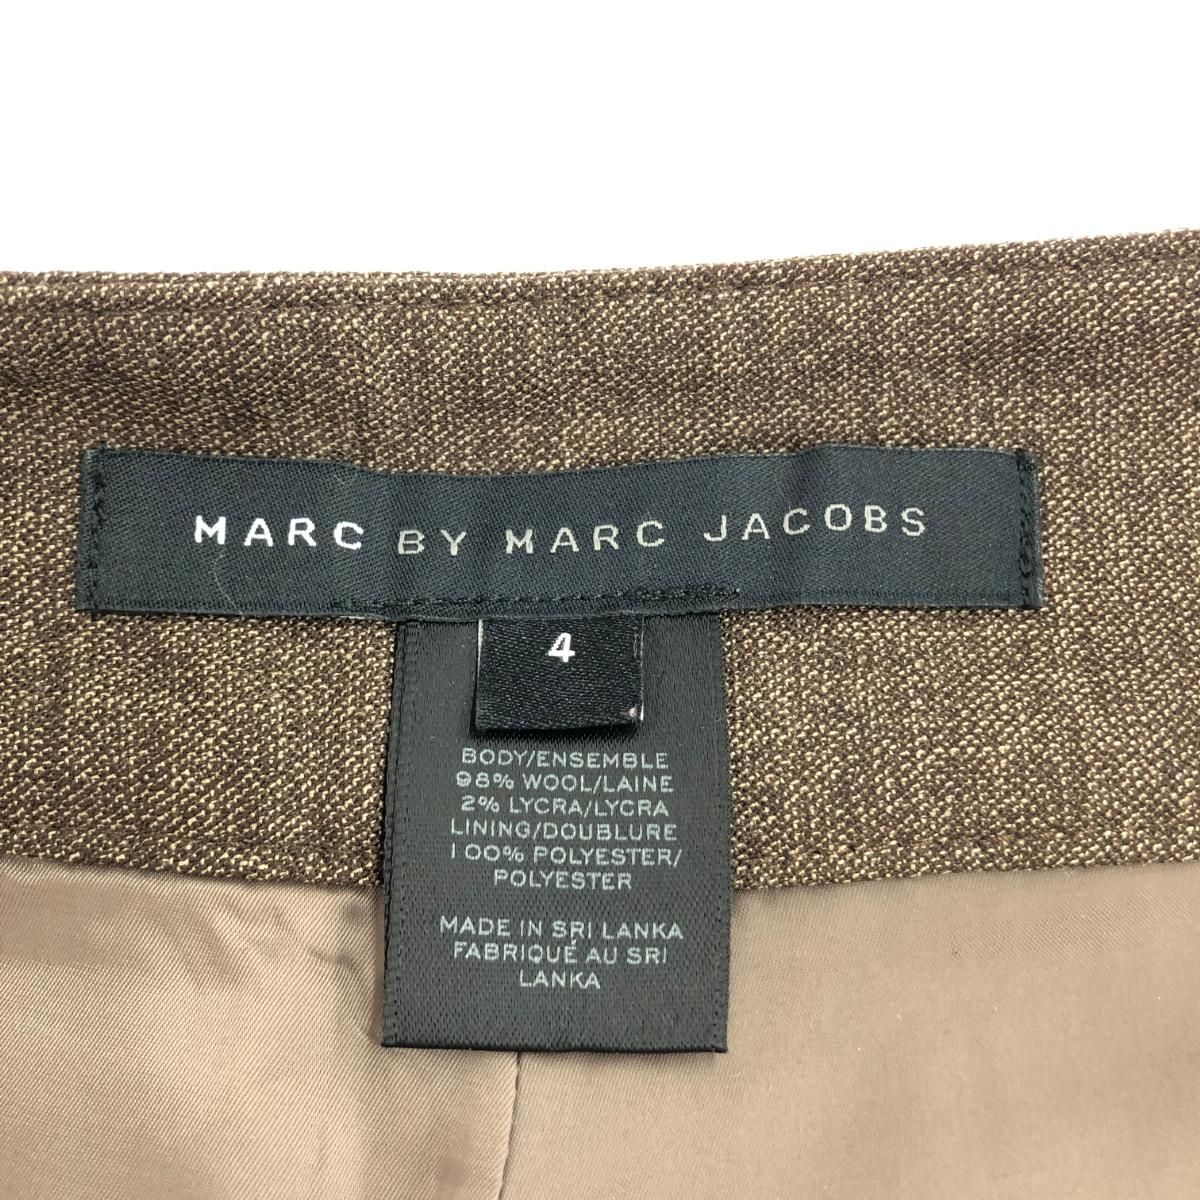 MARC BY MARC JACOBS
4
BODY/ENSEMBLE
98% WOOL/LAINE
2% LYCRA/LYCRA
LINING/DOUBLURE
100% POLYESTER/
POLYESTER
MADE IN SRI LANKA
FABRIQUÉ AU SRI
LANKA